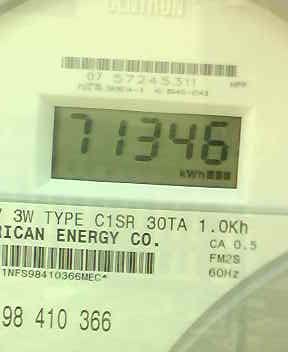 CENTRON
07 57245311
71346
kWh
3W TYPE C1SR 30TA 1.0Kh
RICAN ENERGY CO.
CA 0.5
FM2S
60Hz
1NFS98410366MEC*
98 410 366